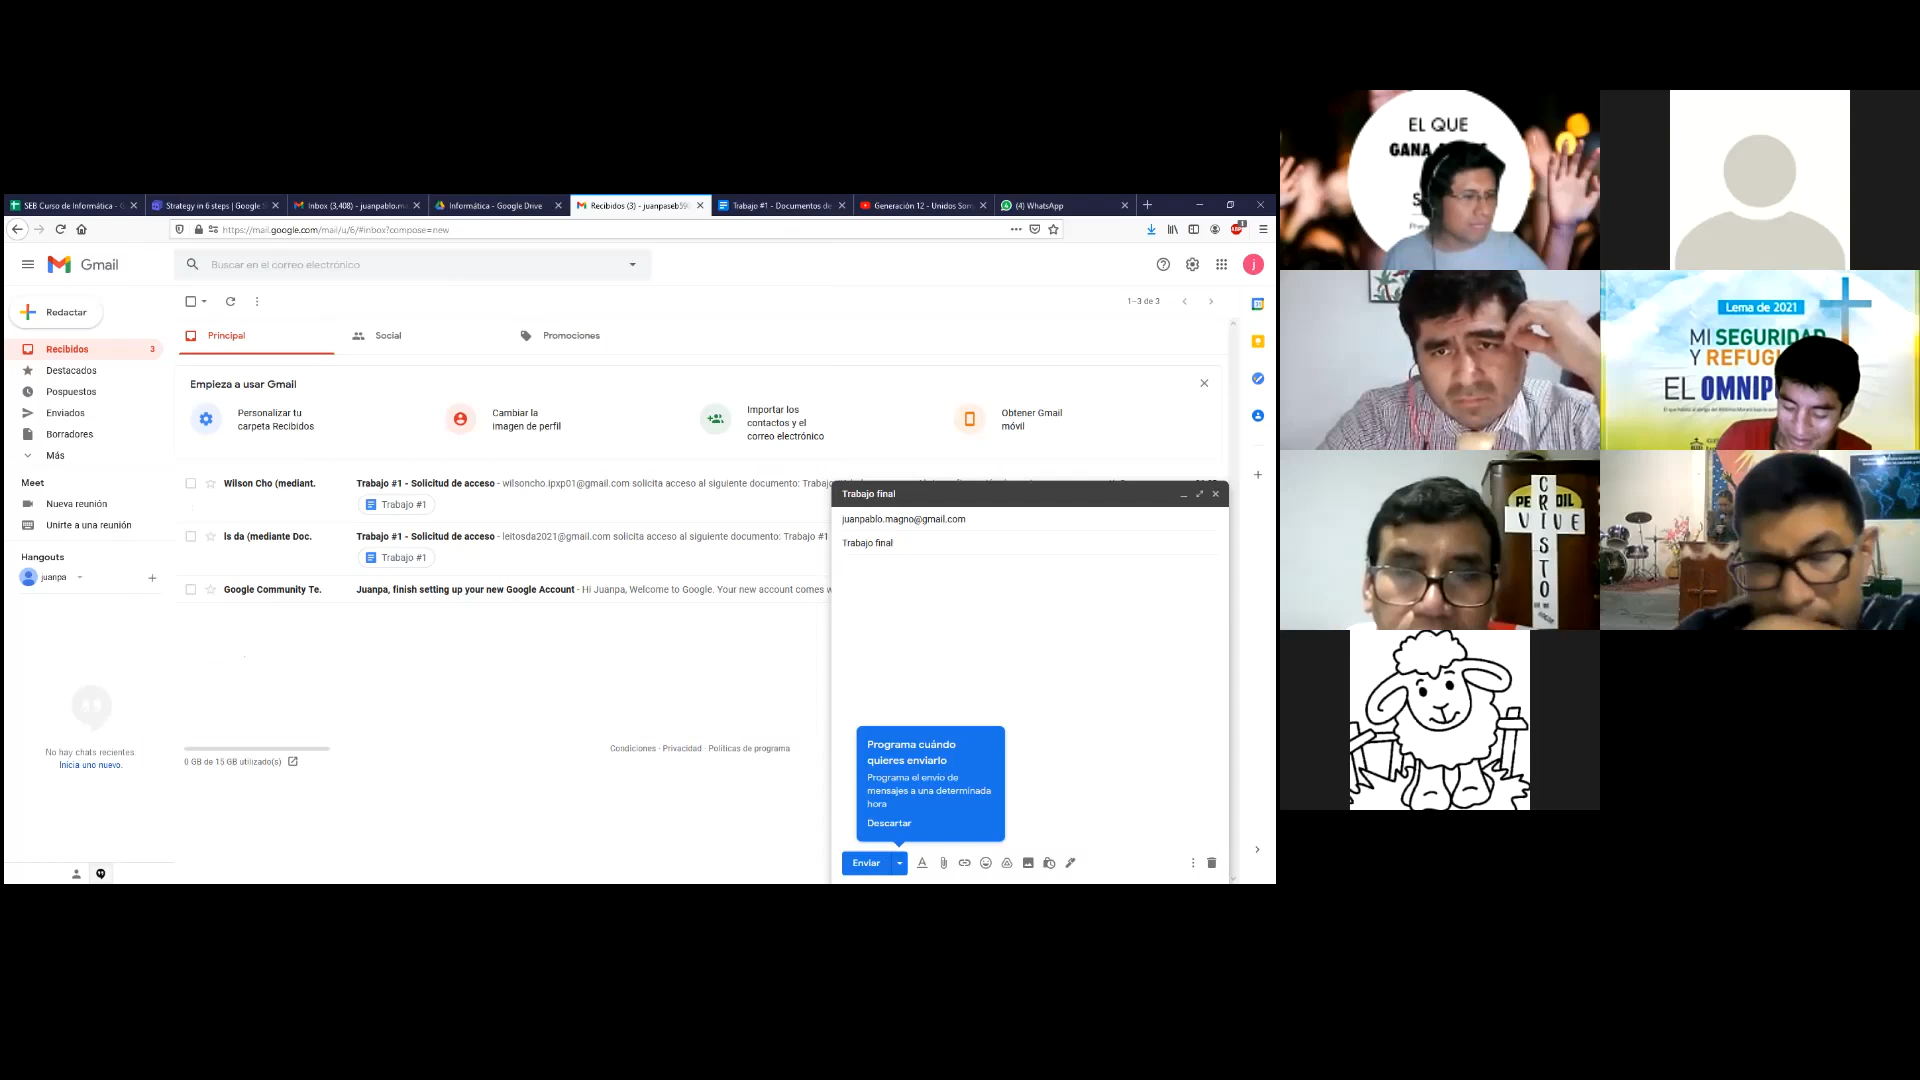 SEB Curso de Informática - G
Strategy in 6 steps | Google S
Inbox (3,408) - juanpablo.m
Informática - Google Drive
Recibidos (3) - juanpaseb59
Trabajo #1 - Documentos de
Generación 12 - Unidos Som
(4) WhatsApp
https://mail.google.com/mail/u/6/#inbox?compose=new
Gmail
Buscar en el correo electrónico
j
Redactar
1–3 de 3
Recibidos 3
Destacados
Pospuestos
Enviados
Borradores
Más
Meet
Nueva reunión
Unirte a una reunión
Hangouts
juanpa
No hay chats recientes.
Inicia uno nuevo.
Principal
Social
Promociones
Empieza a usar Gmail
Personalizar tu
carpeta Recibidos
Cambiar la
imagen de perfil
Importar los
contactos y el
correo electrónico
Obtener Gmail
móvil
Wilson Cho (mediant. Trabajo #1 - Solicitud de acceso - wilsoncho.ipxp01@gmail.com solicita acceso al siguiente documento: Trabajo
Trabajo #1
ls da (mediante Doc. Trabajo #1 - Solicitud de acceso - leitosda2021@gmail.com solicita acceso al siguiente documento: Trabajo #1
Trabajo #1
Google Community Te. Juanpa, finish setting up your new Google Account - Hi Juanpa, Welcome to Google. Your new account comes w
0 GB de 15 GB utilizado(s)
Condiciones · Privacidad · Políticas de programa
Trabajo final
juanpablo.magno@gmail.com
Trabajo final
Programa cuándo
quieres enviarlo
Programa el envío de
mensajes a una determinada
hora
Descartar
Enviar
EL QUE
GANA
S
Lema de 2021
MI SEGURIDAD
Y REFUGI
EL OMNIP
CRISTO
VIVE